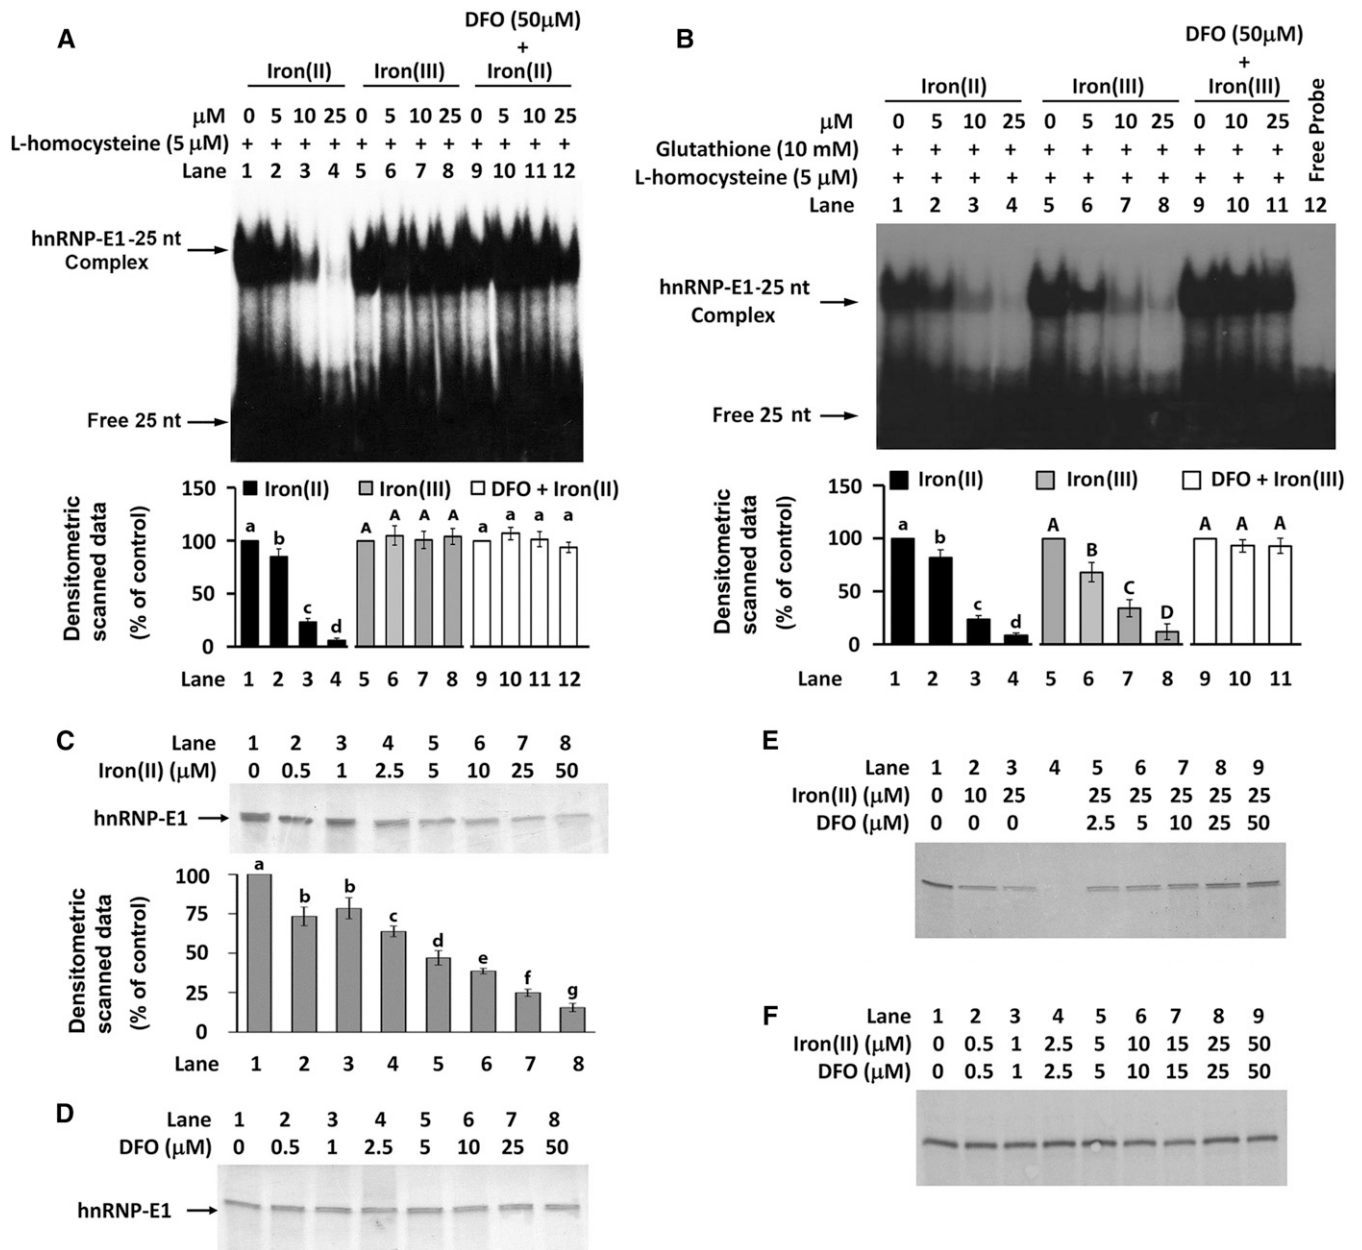 A
DFO (50µM)
+
Iron(II) Iron(III) Iron(II)
µM 0 5 10 25 0 5 10 25 0 5 10 25
L-homocysteine (5 µM) + + + + + + + + + + + +
Lane 1 2 3 4 5 6 7 8 9 10 11 12
hnRNP-E1-25 nt
Complex
Free 25 nt
Densitometric
scanned data
(% of control)
150
100
50
0
Iron(II) Iron(III) DFO + Iron(II)
a b c d A A A A a a a a
Lane 1 2 3 4 5 6 7 8 9 10 11 12
B
DFO (50µM)
+
Iron(II) Iron(III) Iron(III)
Free Probe
µM 0 5 10 25 0 5 10 25 0 10 25
Glutathione (10 mM) + + + + + + + + + + +
L-homocysteine (5 µM) + + + + + + + + + + +
Lane 1 2 3 4 5 6 7 8 9 10 11 12
hnRNP-E1-25 nt
Complex
Free 25 nt
Densitometric
scanned data
(% of control)
150
100
50
0
Iron(II) Iron(III) DFO + Iron(III)
a b c d A B C D A A A
Lane 1 2 3 4 5 6 7 8 9 10 11
C
Lane 1 2 3 4 5 6 7 8
Iron(II) (µM) 0 0.5 1 2.5 5 10 25 50
hnRNP-E1
Densitometric
scanned data
(% of control)
100
75
50
25
0
a b b c d e f g
Lane 1 2 3 4 5 6 7 8
D
Lane 1 2 3 4 5 6 7 8
DFO (µM) 0 0.5 1 2.5 5 10 25 50
hnRNP-E1
E
Lane 1 2 3 4 5 6 7 8 9
Iron(II) (µM) 0 10 25 25 25 25 25 25
DFO (µM) 0 0 0 2.5 5 10 25 50
F
Lane 1 2 3 4 5 6 7 8 9
Iron(II) (µM) 0 0.5 1 2.5 5 10 15 25 50
DFO (µM) 0 0.5 1 2.5 5 10 15 25 50